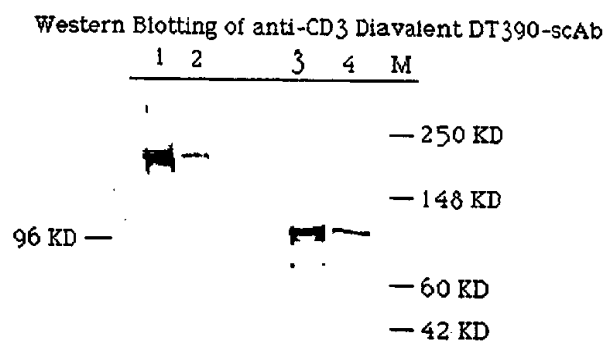 Western Blotting of anti-CD3 Diavalent DT390-scAb
1 2 3 4 M
250 KD
148 KD
96 KD
60 KD
42 KD